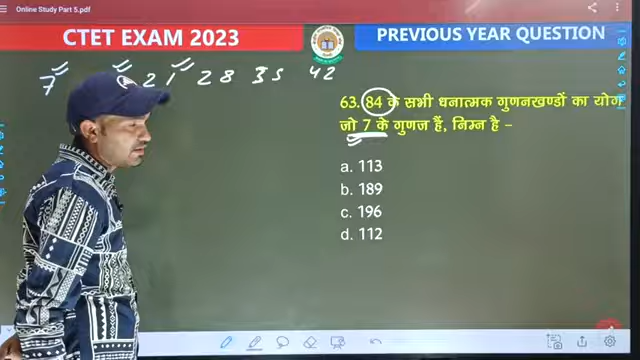 Online Study Part 5.pdf
CTET EXAM 2023
PREVIOUS YEAR QUESTION
7 21 28 35 42
63. 84 के सभी धनात्मक गुणनखण्डों का योग
जो 7 के गुणज हैं, निम्न है –
a. 113
b. 189
c. 196
d. 112